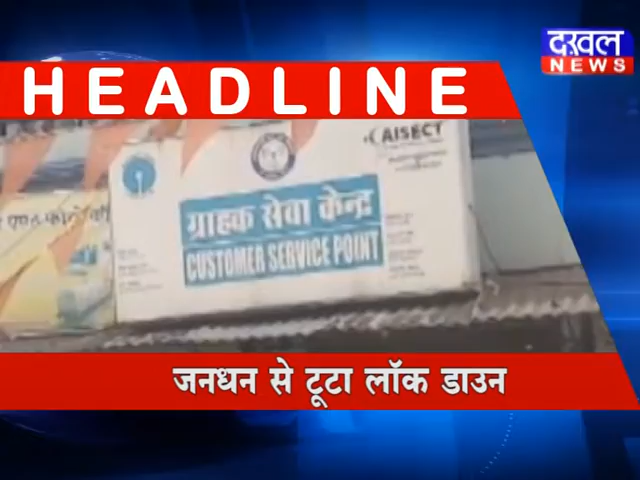 दखल
NEWS
HEADLINE
AISECT
ग्राहक सेवा केन्द्र
CUSTOMER SERVICE POINT
जनधन से टूटा लॉक डाउन